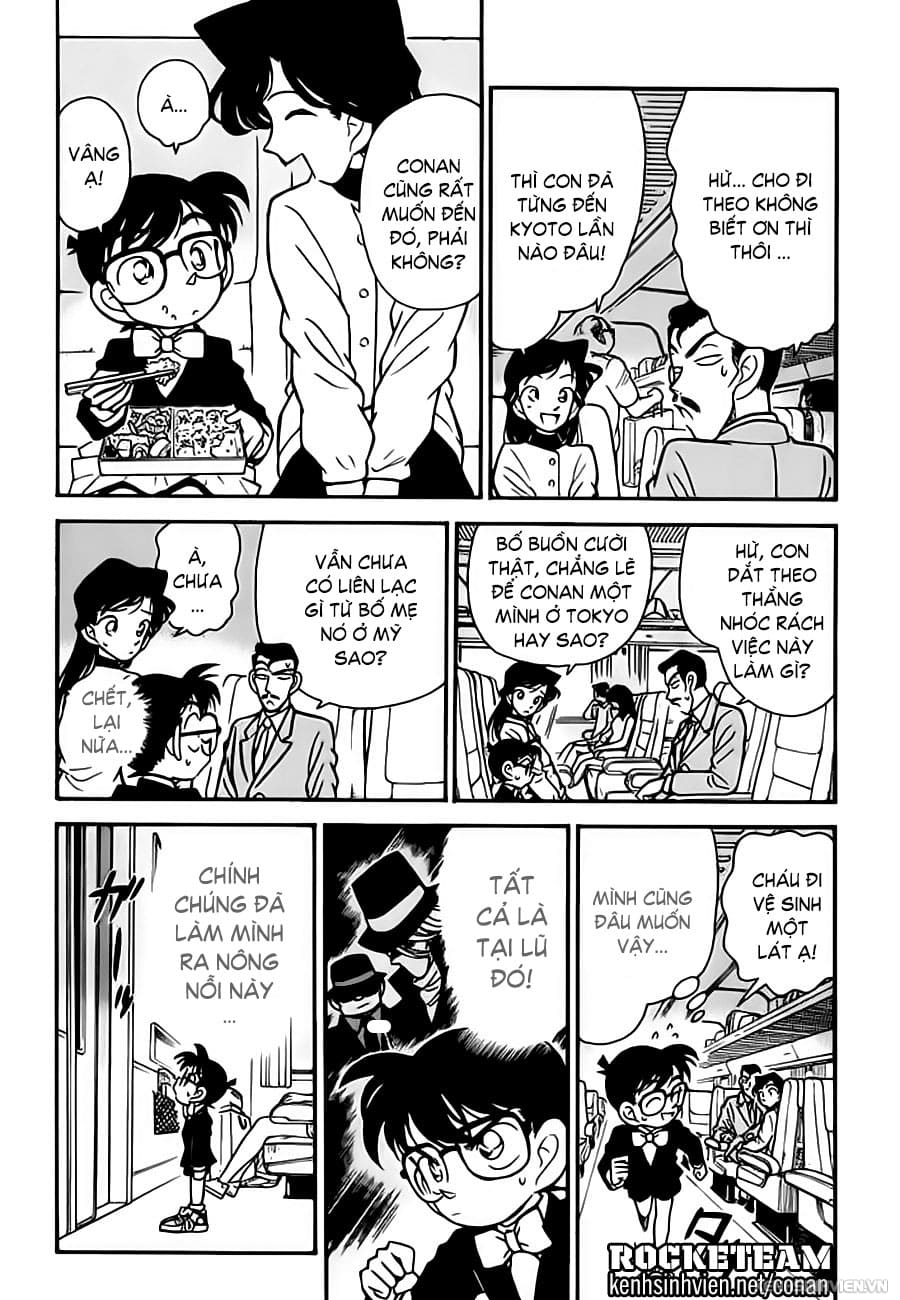 HỪ... CHO ĐI
THEO KHÔNG
BIẾT ƠN THÌ
THÔI ...
THÌ CON ĐÃ
TỪNG ĐẾN
KYOTO LẦN
NÀO ĐÂU!
CONAN
CŨNG RẤT
MUỐN ĐẾN
ĐÓ, PHẢI
KHÔNG?
À...
VÂNG
Ạ!
HỪ, CON
DẮT THEO
THẰNG
NHÓC RÁCH
VIỆC NÀY
LÀM GÌ?
BỐ BUỒN CƯỜI
THẬT, CHẲNG LẼ
ĐỂ CONAN MỘT
MÌNH Ở TOKYO
HAY SAO?
VẪN CHƯA
CÓ LIÊN LẠC
GÌ TỪ BỐ MẸ
NÓ Ở MỸ
SAO?
À,
CHƯA
...
CHẾT,
LẠI
NỮA...
CHÁU ĐI
VỆ SINH
MỘT
LÁT Ạ!
MÌNH CŨNG
ĐÂU MUỐN
VẬY...
TẤT
CẢ LÀ
TẠI LŨ
ĐÓ!
CHÍNH
CHÚNG ĐÃ
LÀM MÌNH
RA NÔNG
NỖI NÀY
...
ROCKETEAM
kenhsinhvien.net/conan